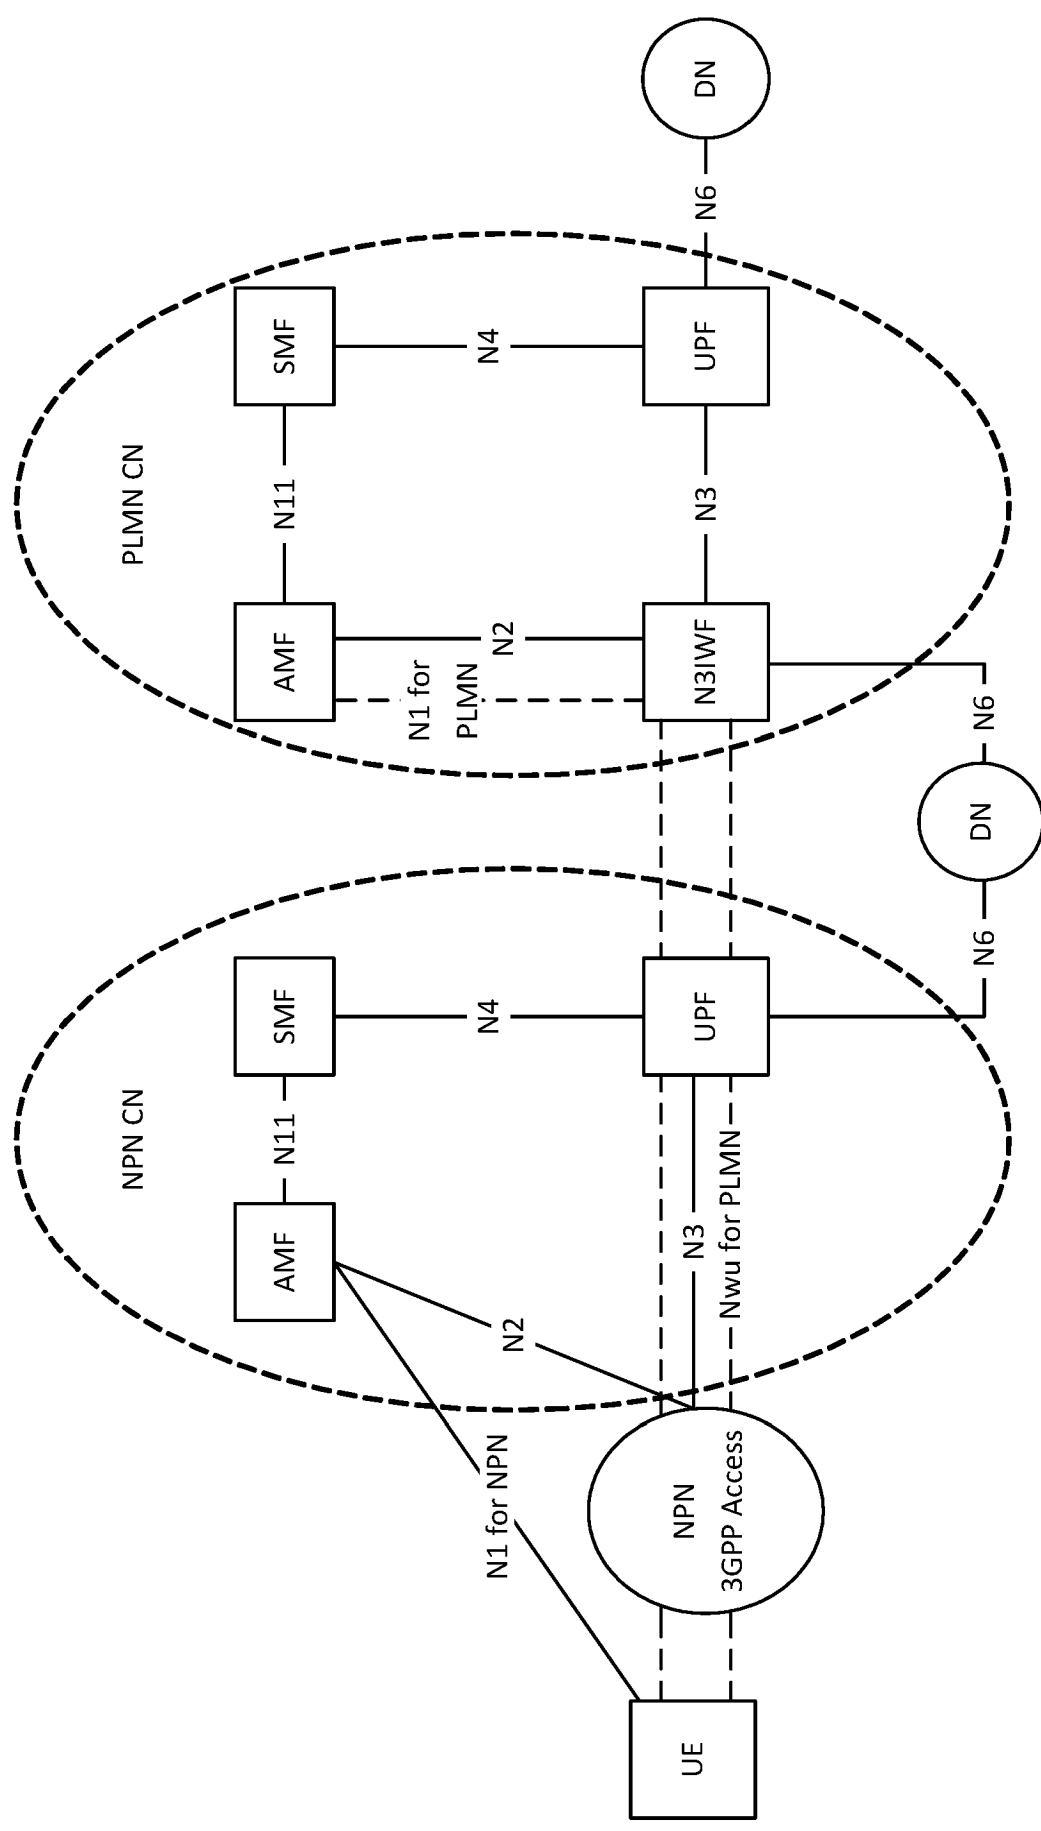 NPN CN
PLMN CN
AMF
N11
SMF
AMF
N11
SMF
N1 for NPN
N2
N4
N1 for
PLMN
N2
N4
UE
NPN
3GPP Access
N3
Nwu for PLMN
UPF
N3IWF
N3
UPF
N6
DN
N6
DN
N6